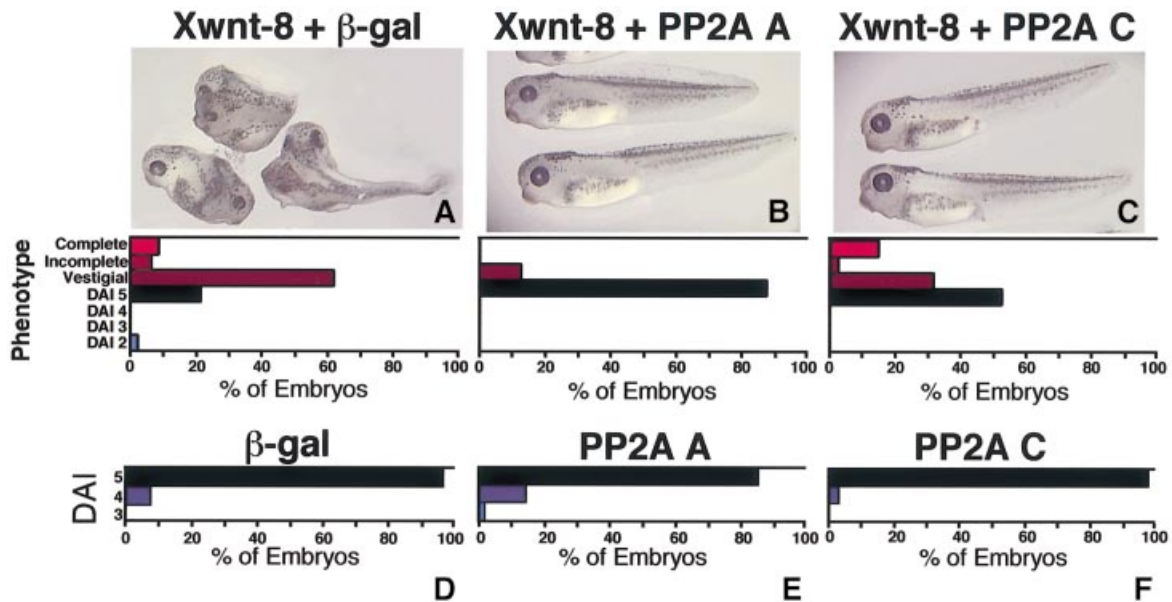 Xwnt-8 + β-gal
Xwnt-8 + PP2A A
Xwnt-8 + PP2A C
A
B
C
Phenotype
Complete
Incomplete
Vestigial
DAI 5
DAI 4
DAI 3
DAI 2
0 20 40 60 80 100
% of Embryos
0 20 40 60 80 100
% of Embryos
0 20 40 60 80 100
% of Embryos
β-gal
PP2A A
PP2A C
DAI
5
4
3
0 20 40 60 80 100
% of Embryos
D
0 20 40 60 80 100
% of Embryos
E
0 20 40 60 80 100
% of Embryos
F